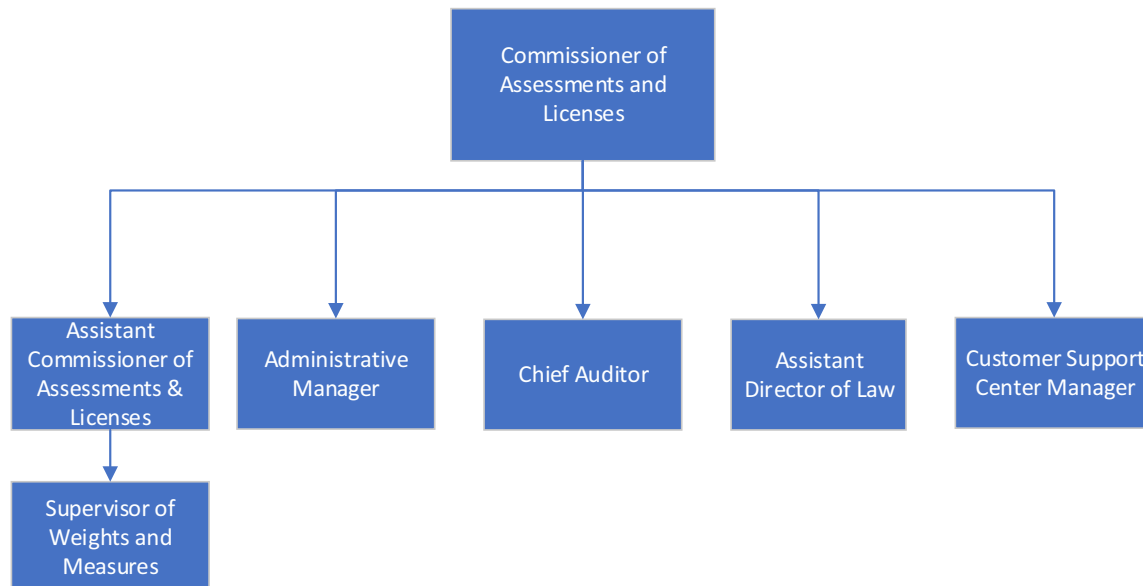 Commissioner of
Assessments and
Licenses
Assistant
Commissioner of
Assessments &
Licenses
Administrative
Manager
Chief Auditor
Assistant
Director of Law
Customer Support
Center Manager
Supervisor of
Weights and
Measures